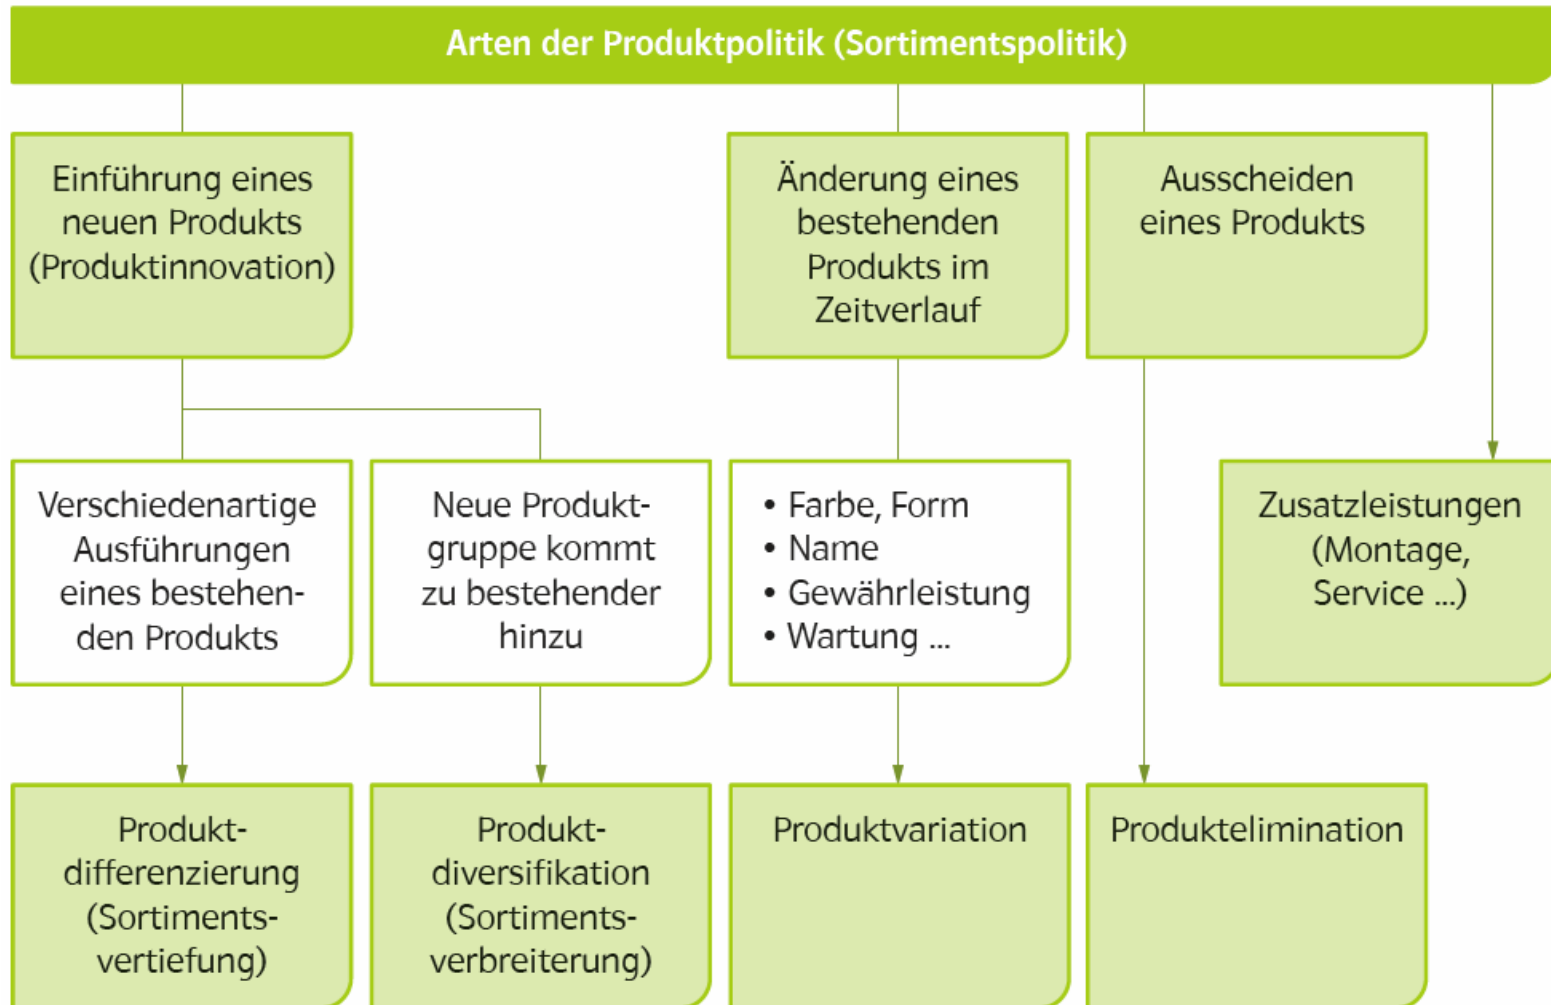 Arten der Produktpolitik (Sortimentspolitik)
Einführung eines
neuen Produkts
(Produktinnovation)
Änderung eines
bestehenden
Produkts im
Zeitverlauf
Ausscheiden
eines Produkts
Verschiedenartige
Ausführungen
eines bestehen-
den Produkts
Neue Produkt-
gruppe kommt
zu bestehender
hinzu
• Farbe, Form
• Name
• Gewährleistung
• Wartung ...
Zusatzleistungen
(Montage,
Service ...)
Produkt-
differenzierung
(Sortiments-
vertiefung)
Produkt-
diversifikation
(Sortiments-
verbreiterung)
Produktvariation
Produktelimination